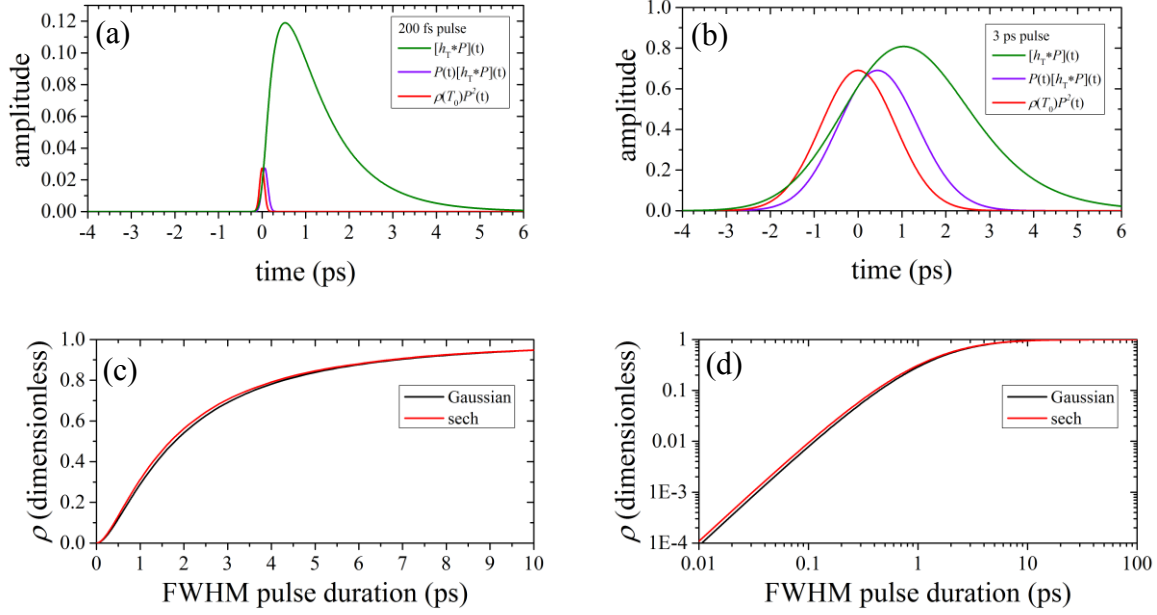 (a)
200 fs pulse
[h_T*P](t)
P(t)[h_T*P](t)
ρ(T_0)P²(t)
amplitude
0.12
0.10
0.08
0.06
0.04
0.02
0.00
-4 -3 -2 -1 0 1 2 3 4 5 6
time (ps)
(b)
3 ps pulse
[h_T*P](t)
P(t)[h_T*P](t)
ρ(T_0)P²(t)
amplitude
1.0
0.8
0.6
0.4
0.2
0.0
-4 -3 -2 -1 0 1 2 3 4 5 6
time (ps)
(c)
Gaussian
sech
ρ (dimensionless)
1.0
0.8
0.6
0.4
0.2
0.0
0 1 2 3 4 5 6 7 8 9 10
FWHM pulse duration (ps)
(d)
Gaussian
sech
ρ (dimensionless)
1
0.1
0.01
1E-3
1E-4
0.01 0.1 1 10 100
FWHM pulse duration (ps)